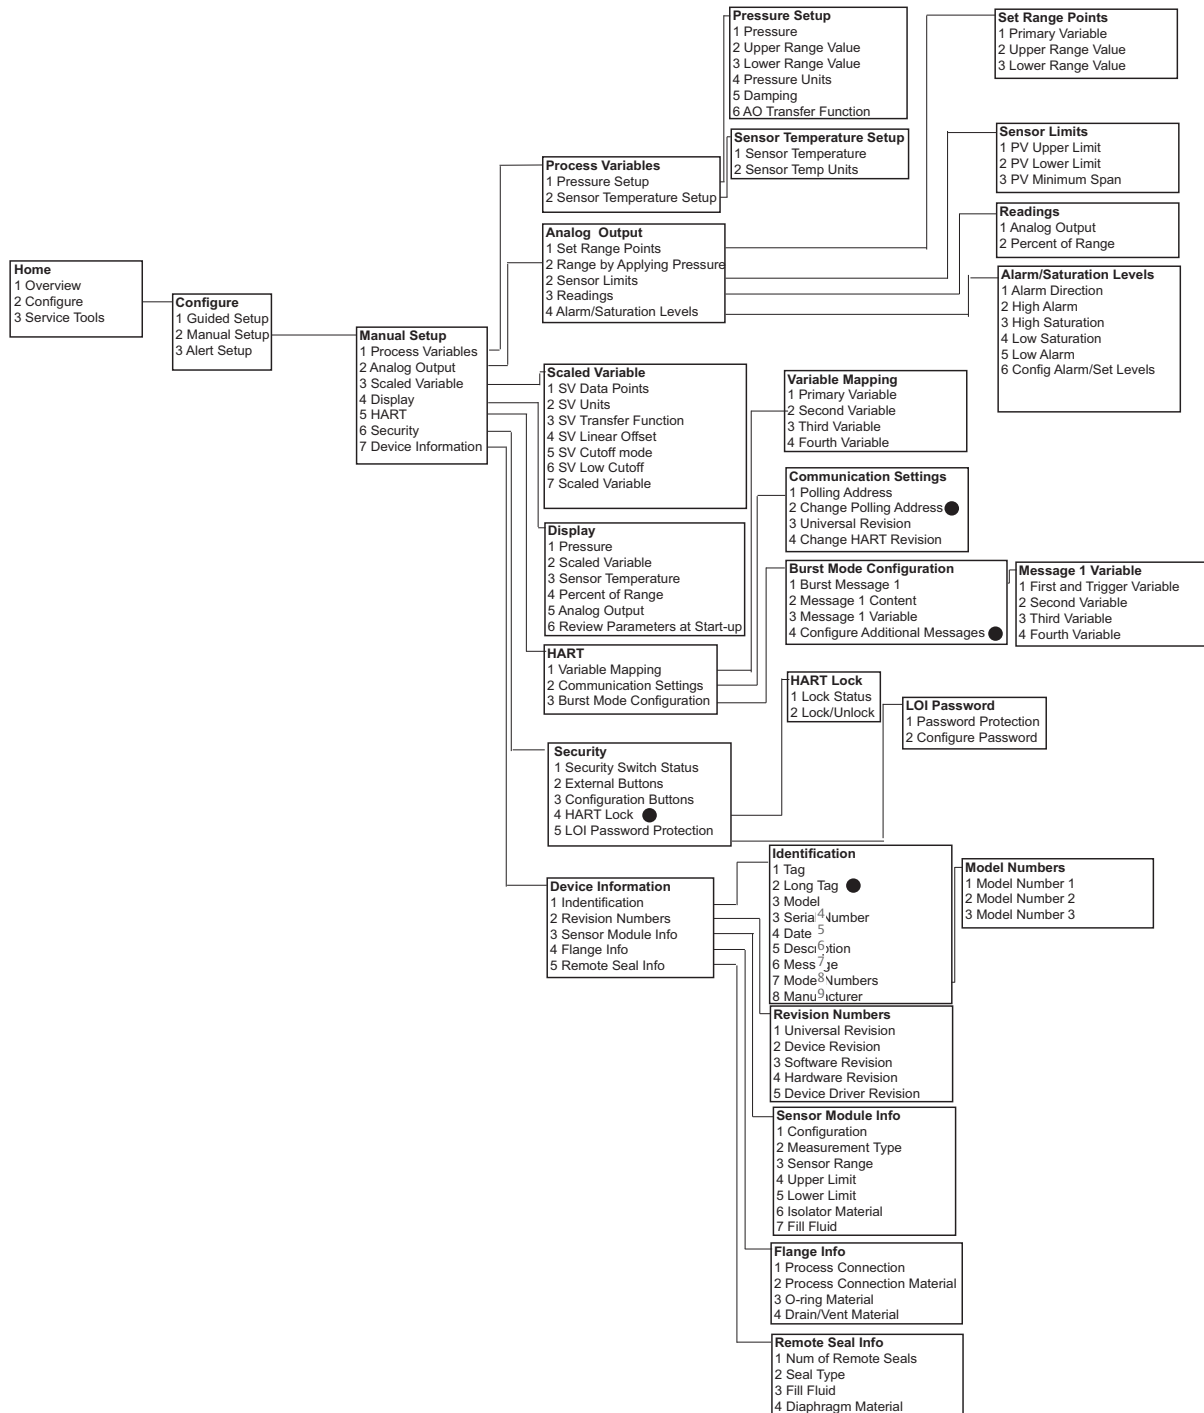 Home
1 Overview
2 Configure
3 Service Tools
Configure
1 Guided Setup
2 Manual Setup
3 Alert Setup
Manual Setup
1 Process Variables
2 Analog Output
3 Scaled Variable
4 Display
5 HART
6 Security
7 Device Information
Process Variables
1 Pressure Setup
2 Sensor Temperature Setup
Analog Output
1 Set Range Points
2 Range by Applying Pressure
2 Sensor Limits
3 Readings
4 Alarm/Saturation Levels
Scaled Variable
1 SV Data Points
2 SV Units
3 SV Transfer Function
4 SV Linear Offset
5 SV Cutoff mode
6 SV Low Cutoff
7 Scaled Variable
Display
1 Pressure
2 Scaled Variable
3 Sensor Temperature
4 Percent of Range
5 Analog Output
6 Review Parameters at Start-up
HART
1 Variable Mapping
2 Communication Settings
3 Burst Mode Configuration
Security
1 Security Switch Status
2 External Buttons
3 Configuration Buttons
4 HART Lock
5 LOI Password Protection
Device Information
1 Indentification
2 Revision Numbers
3 Sensor Module Info
4 Flange Info
5 Remote Seal Info
Pressure Setup
1 Pressure
2 Upper Range Value
3 Lower Range Value
4 Pressure Units
5 Damping
6 AO Transfer Function
Sensor Temperature Setup
1 Sensor Temperature
2 Sensor Temp Units
Variable Mapping
1 Primary Variable
2 Second Variable
3 Third Variable
4 Fourth Variable
Communication Settings
1 Polling Address
2 Change Polling Address
3 Universal Revision
4 Change HART Revision
Burst Mode Configuration
1 Burst Message 1
2 Message 1 Content
3 Message 1 Variable
4 Configure Additional Messages
HART Lock
1 Lock Status
2 Lock/Unlock
Identification
1 Tag
2 Long Tag
3 Model
3 Serial Number 4
4 Date 5
5 Description 6
6 Message 7
7 Model Numbers 8
8 Manufacturer 9
Revision Numbers
1 Universal Revision
2 Device Revision
3 Software Revision
4 Hardware Revision
5 Device Driver Revision
Sensor Module Info
1 Configuration
2 Measurement Type
3 Sensor Range
4 Upper Limit
5 Lower Limit
6 Isolator Material
7 Fill Fluid
Flange Info
1 Process Connection
2 Process Connection Material
3 O-ring Material
4 Drain/Vent Material
Remote Seal Info
1 Num of Remote Seals
2 Seal Type
3 Fill Fluid
4 Diaphragm Material
Set Range Points
1 Primary Variable
2 Upper Range Value
3 Lower Range Value
Sensor Limits
1 PV Upper Limit
2 PV Lower Limit
3 PV Minimum Span
Readings
1 Analog Output
2 Percent of Range
Alarm/Saturation Levels
1 Alarm Direction
2 High Alarm
3 High Saturation
4 Low Saturation
5 Low Alarm
6 Config Alarm/Set Levels
Message 1 Variable
1 First and Trigger Variable
2 Second Variable
3 Third Variable
4 Fourth Variable
LOI Password
1 Password Protection
2 Configure Password
Model Numbers
1 Model Number 1
2 Model Number 2
3 Model Number 3